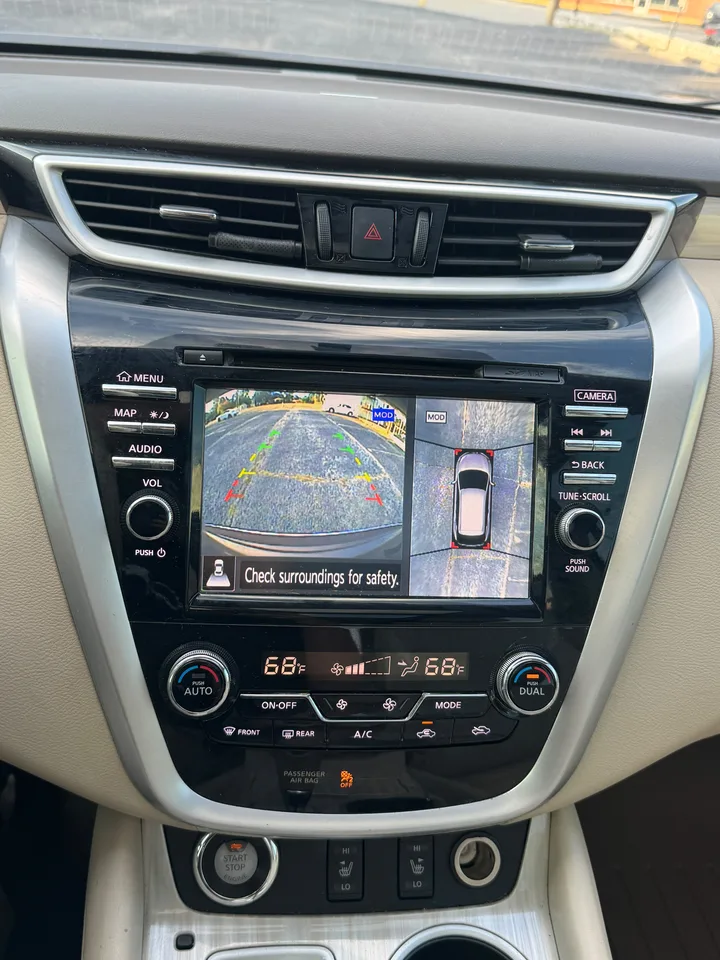 MENU
CAMERA
MAP
MOD
MOD
AUDIO
BACK
VOL
TUNE·SCROLL
PUSH
PUSH
SOUND
Check surroundings for safety.
68°F
68°F
PUSH
AUTO
PUSH
DUAL
ON·OFF
MODE
FRONT
REAR
A/C
PASSENGER
AIR BAG
OFF
START
STOP
HI
LO
HI
LO